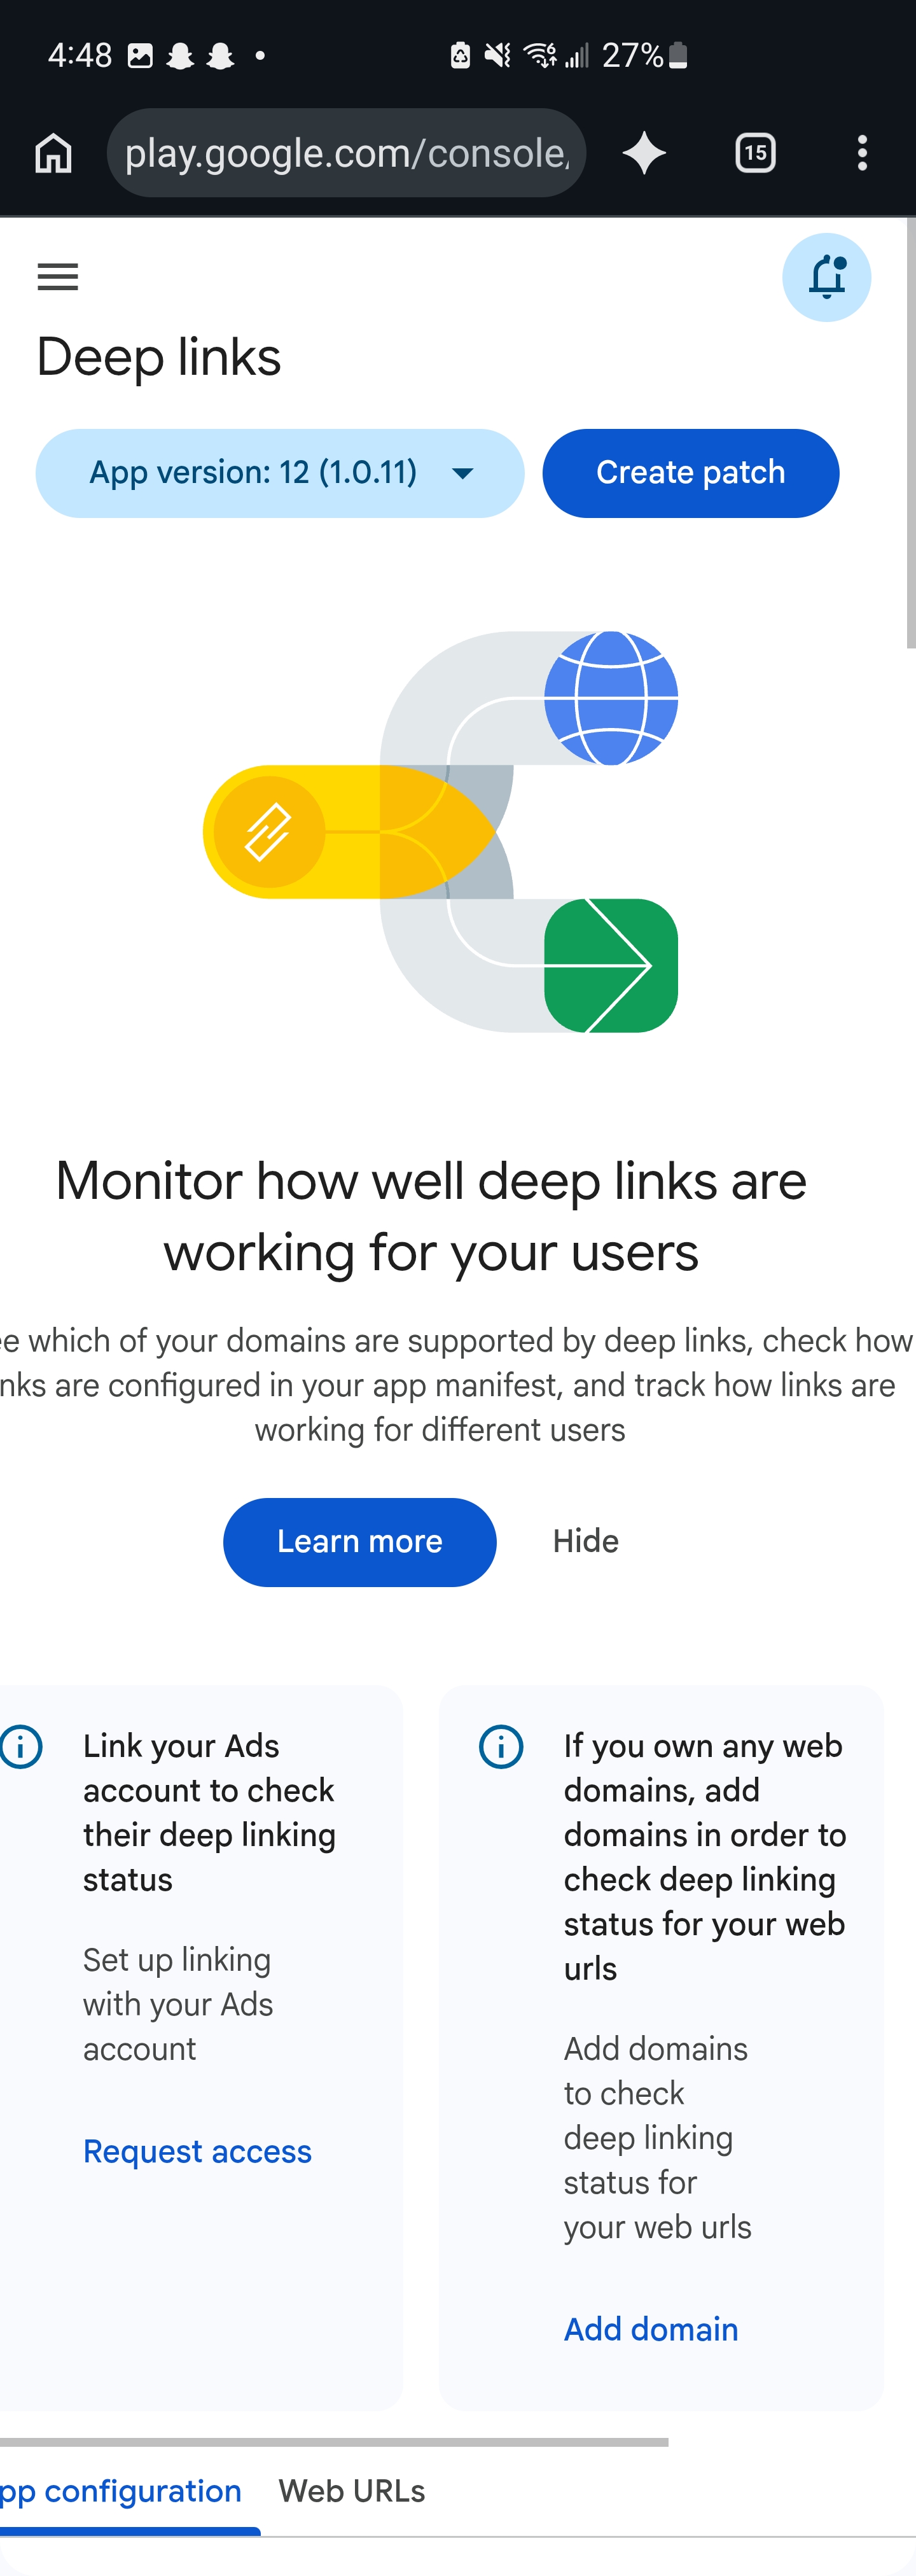 4:48
27%
play.google.com/console
15
Deep links
App version: 12 (1.0.11)
Create patch
Monitor how well deep links are
working for your users
which of your domains are supported by deep links, check how
are configured in your app manifest, and track how links are
working for different users
Learn more
Hide
Link your Ads
account to check
their deep linking
status
Set up linking
with your Ads
account
Request access
If you own any web
domains, add
domains in order to
check deep linking
status for your web
urls
Add domains
to check
deep linking
status for
your web urls
Add domain
configuration
Web URLs